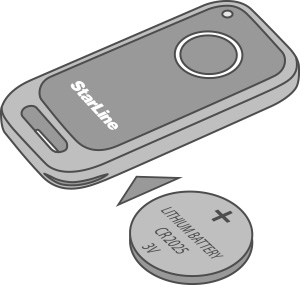 StarLine
+
LITHIUM BATTERY
CR2025
3V